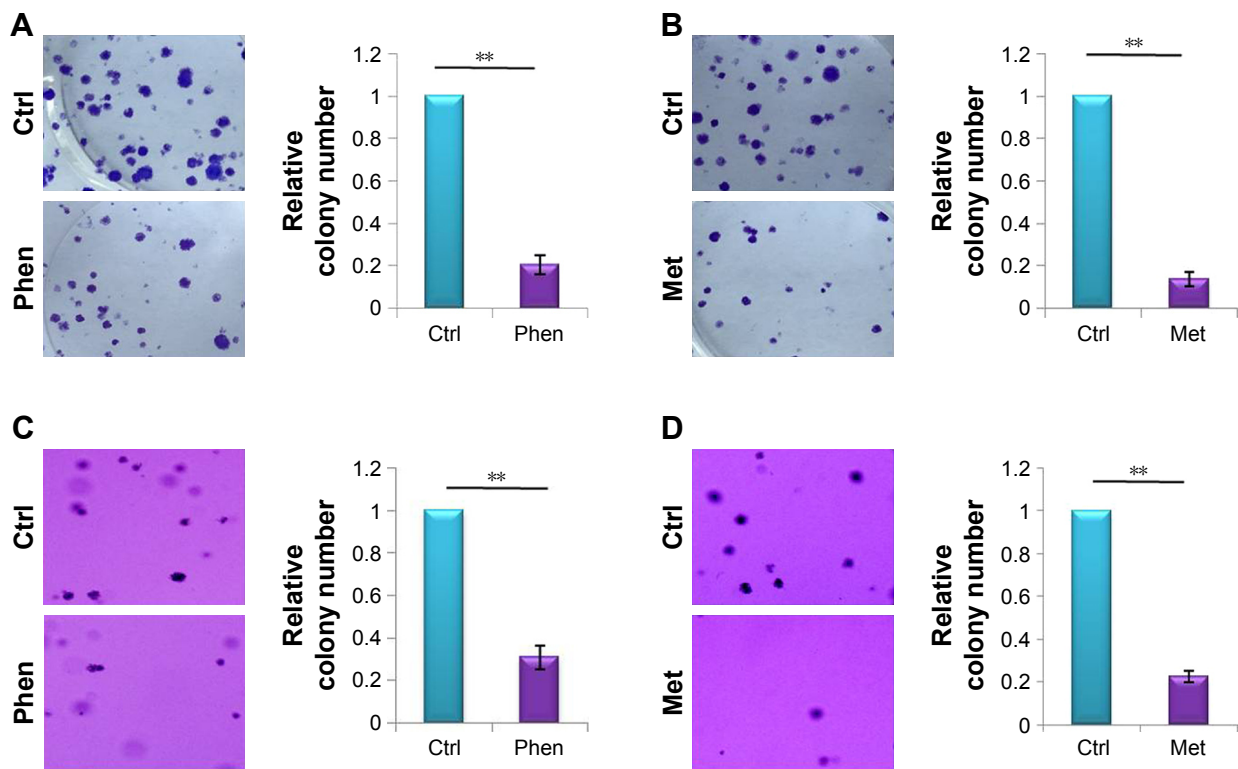 A
Ctrl
Phen
Relative
colony number
1.2
1
0.8
0.6
0.4
0.2
0
**
Ctrl Phen
B
Ctrl
Met
Relative
colony number
1.2
1
0.8
0.6
0.4
0.2
0
**
Ctrl Met
C
Ctrl
Phen
Relative
colony number
1.2
1
0.8
0.6
0.4
0.2
0
**
Ctrl Phen
D
Ctrl
Met
Relative
colony number
1.2
1
0.8
0.6
0.4
0.2
0
**
Ctrl Met